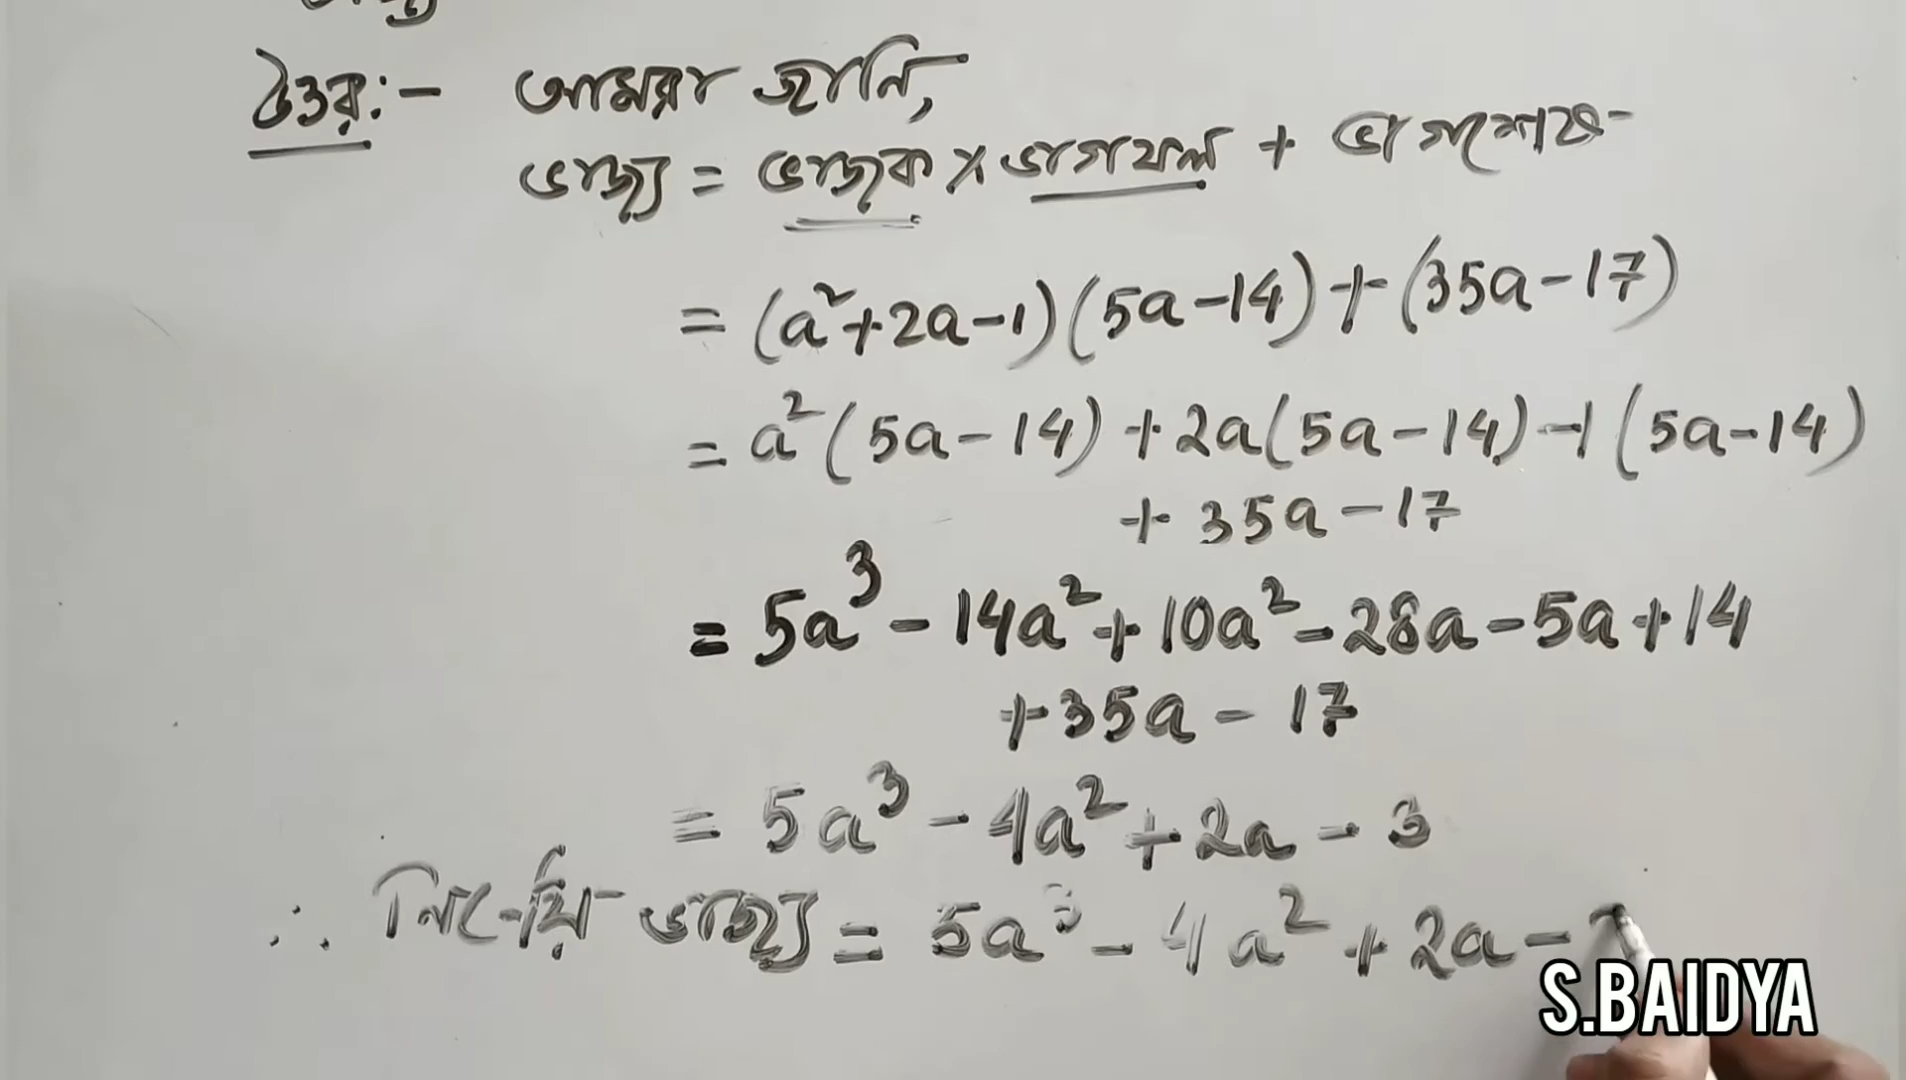 উত্তর:- আমরা জানি,
ভাজ্য = ভাজক × ভাগফল + ভাগশেষ
= (a²+2a-1)(5a-14)+(35a-17)
= a²(5a-14)+2a(5a-14)-1(5a-14)
+35a-17
= 5a³-14a²+10a²-28a-5a+14
+35a-17
= 5a³-4a²+2a-3
∴ নির্ণেয় ভাজ্য = 5a³-4a²+2a-
S.BAIDYA